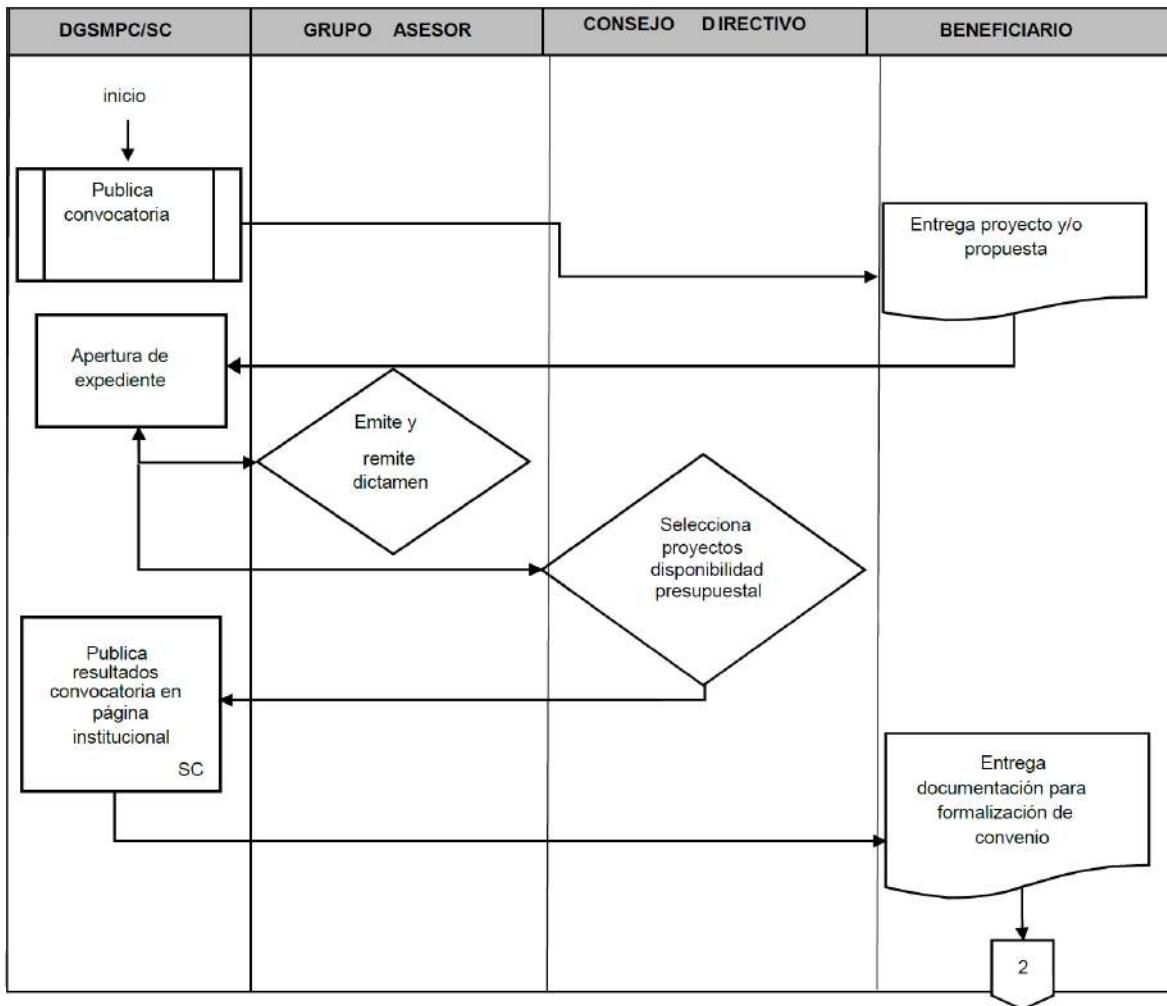 DGSMPC/SC
GRUPO ASESOR
CONSEJO DIRECTIVO
BENEFICIARIO
inicio
Publica
convocatoria
Entrega proyecto y/o
propuesta
Apertura de
expediente
Emite y
remite
dictamen
Selecciona
proyectos
disponibilidad
presupuestal
Publica
resultados
convocatoria en
página
institucional
SC
Entrega
documentación para
formalización de
convenio
2